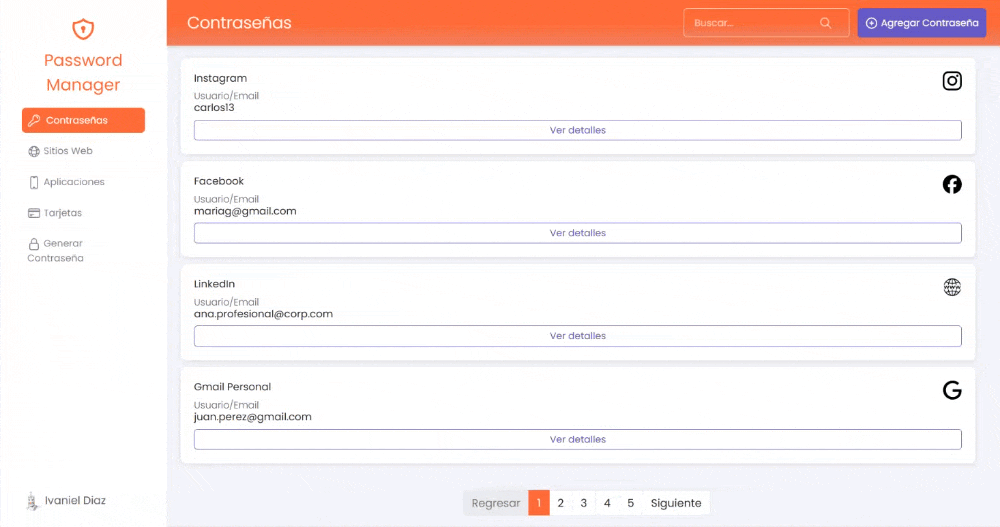 Password
Manager
Contraseñas
Sitios Web
Aplicaciones
Tarjetas
Generar
Contraseña
Ivaniel Diaz
Contraseñas
Buscar...
Agregar Contraseña
Instagram
Usuario/Email
carlos13
Ver detalles
Facebook
Usuario/Email
mariag@gmail.com
Ver detalles
LinkedIn
Usuario/Email
ana.profesional@corp.com
Ver detalles
Gmail Personal
Usuario/Email
juan.perez@gmail.com
Ver detalles
Regresar 1 2 3 4 5 Siguiente